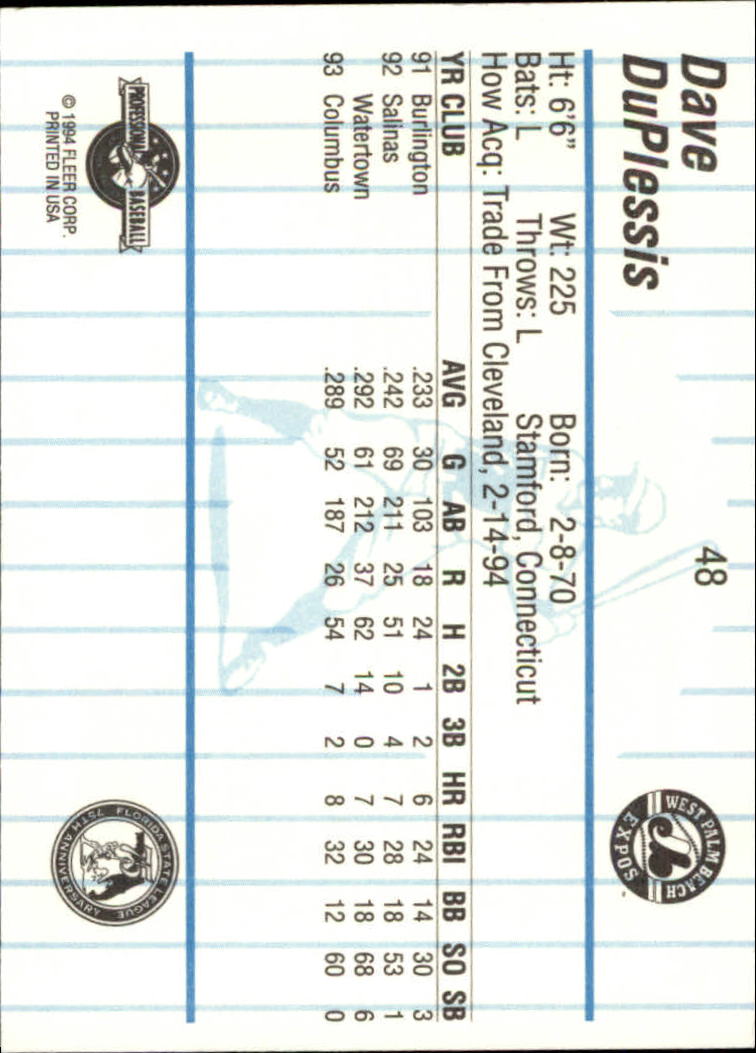 Dave
DuPlessis
48
WEST PALM BEACH
EXPOS
Ht: 6'6" Wt: 225 Born: 2-8-70
Bats: L Throws: L Stamford, Connecticut
How Acq: Trade From Cleveland, 2-14-94
YR CLUB AVG G AB R H 2B 3B HR RBI BB SO SB
91 Burlington .233 30 103 18 24 1 2 6 24 14 30 3
92 Salinas .242 69 211 25 51 10 4 7 28 18 53 1
Watertown .292 61 212 37 62 14 0 7 30 18 68 6
93 Columbus .289 52 187 26 54 7 2 8 32 12 60 0
PROFESSIONAL BASEBALL
© 1994 FLEER CORP.
PRINTED IN USA
FLORIDA STATE LEAGUE
75TH ANNIVERSARY